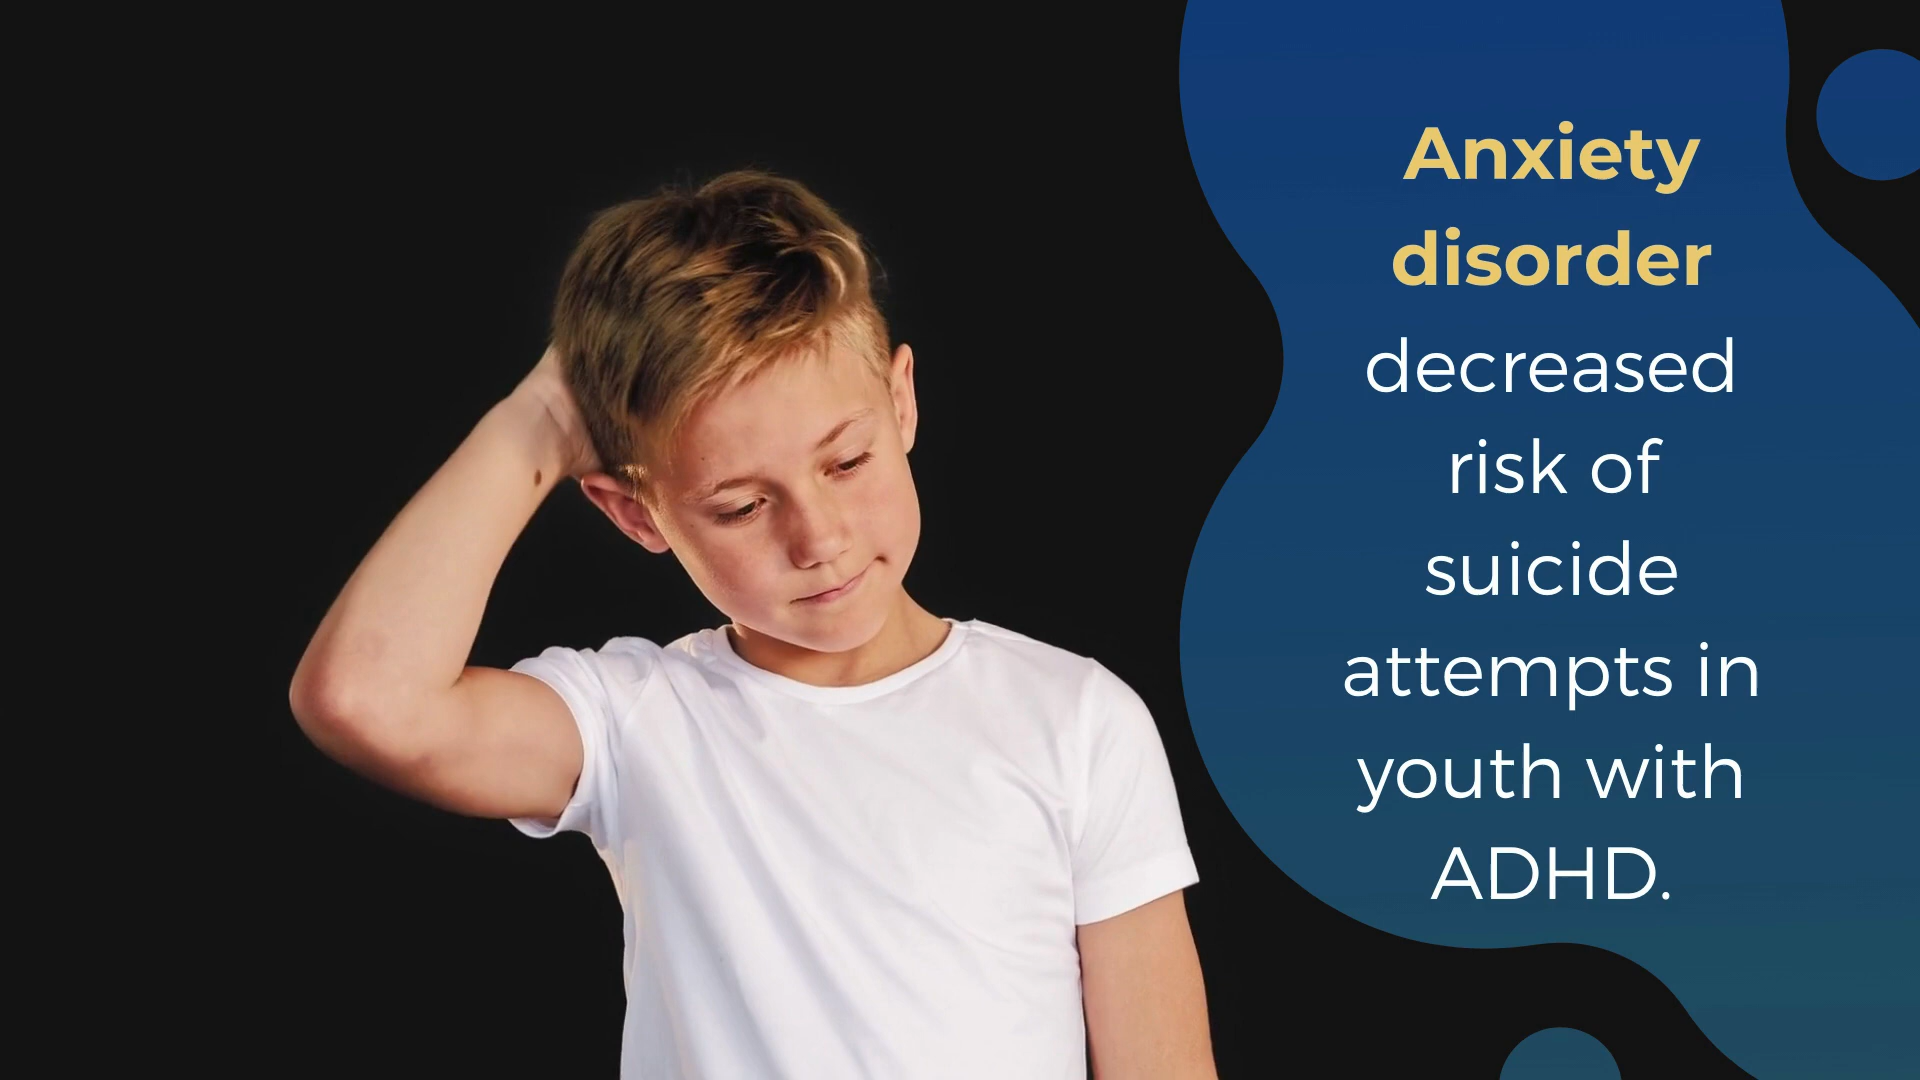 Anxiety
disorder
decreased
risk of
suicide
attempts in
youth with
ADHD.